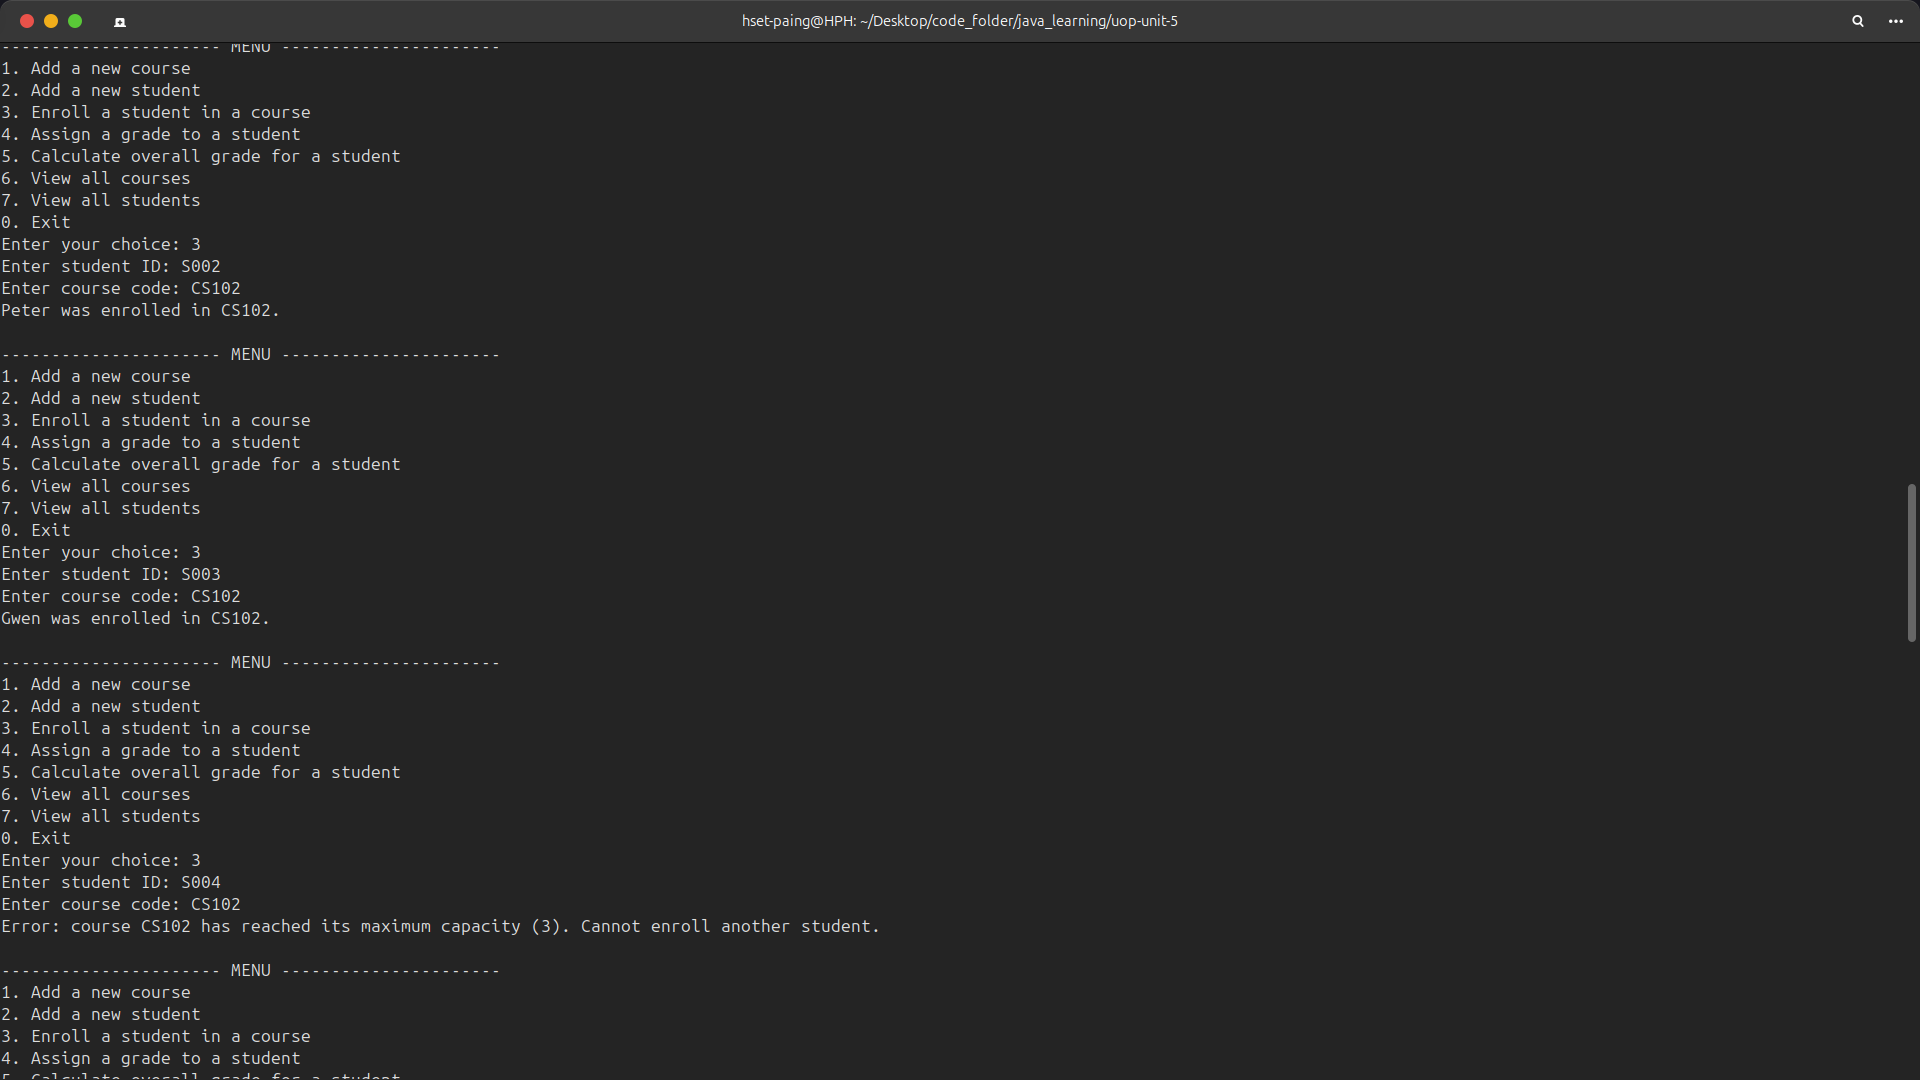 hset-paing@HPH: ~/Desktop/code_folder/java_learning/uop-unit-5
---------------------- MENU ----------------------
1. Add a new course
2. Add a new student
3. Enroll a student in a course
4. Assign a grade to a student
5. Calculate overall grade for a student
6. View all courses
7. View all students
0. Exit
Enter your choice: 3
Enter student ID: S002
Enter course code: CS102
Peter was enrolled in CS102.
---------------------- MENU ----------------------
1. Add a new course
2. Add a new student
3. Enroll a student in a course
4. Assign a grade to a student
5. Calculate overall grade for a student
6. View all courses
7. View all students
0. Exit
Enter your choice: 3
Enter student ID: S003
Enter course code: CS102
Gwen was enrolled in CS102.
---------------------- MENU ----------------------
1. Add a new course
2. Add a new student
3. Enroll a student in a course
4. Assign a grade to a student
5. Calculate overall grade for a student
6. View all courses
7. View all students
0. Exit
Enter your choice: 3
Enter student ID: S004
Enter course code: CS102
Error: course CS102 has reached its maximum capacity (3). Cannot enroll another student.
---------------------- MENU ----------------------
1. Add a new course
2. Add a new student
3. Enroll a student in a course
4. Assign a grade to a student
5. Calculate overall grade for a student